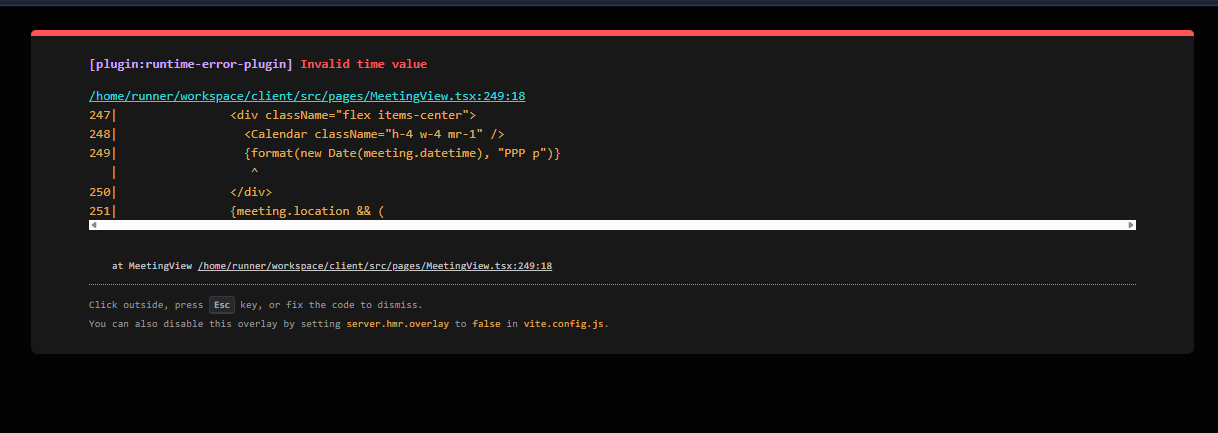 [plugin:runtime-error-plugin] Invalid time value
/home/runner/workspace/client/src/pages/MeetingView.tsx:249:18
247|                <div className="flex items-center">
248|                  <Calendar className="h-4 w-4 mr-1" />
249|                  {format(new Date(meeting.datetime), "PPP p")}
   |                   ^
250|                </div>
251|                {meeting.location && (
at MeetingView /home/runner/workspace/client/src/pages/MeetingView.tsx:249:18
Click outside, press Esc key, or fix the code to dismiss.
You can also disable this overlay by setting server.hmr.overlay to false in vite.config.js.